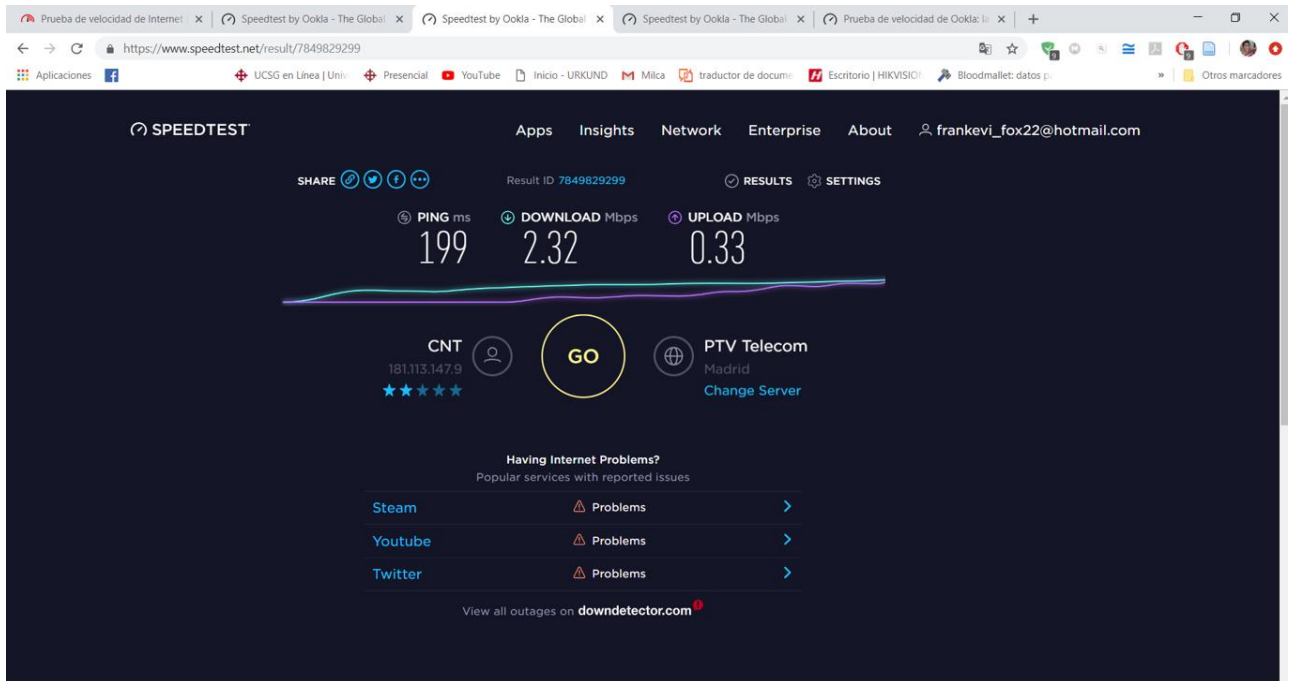 Prueba de velocidad de Internet
Speedtest by Ookla - The Global
Speedtest by Ookla - The Global
Speedtest by Ookla - The Global
Prueba de velocidad de Ookla: la
https://www.speedtest.net/result/7849829299
Aplicaciones
UCSG en Línea | Univ
Presencial
YouTube
Inicio - URKUND
Milca
traductor de docume
Escritorio | HIKVISION
Bloodmallet: datos p
»
Otros marcadores
SPEEDTEST
Apps Insights Network Enterprise About frankevi_fox22@hotmail.com
SHARE
Result ID 7849829299
RESULTS SETTINGS
PING ms DOWNLOAD Mbps UPLOAD Mbps
199 2.32 0.33
CNT
181.113.147.9
GO
PTV Telecom
Madrid
Change Server
Having Internet Problems?
Popular services with reported issues
Steam Problems
Youtube Problems
Twitter Problems
View all outages on downdetector.com